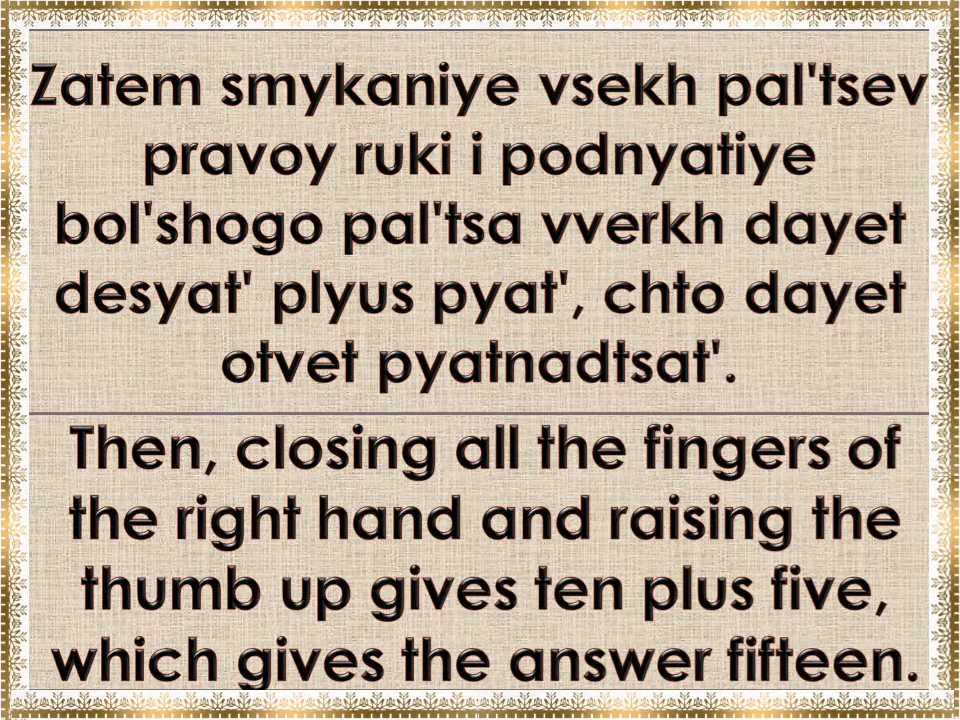 Zatem smykaniye vsekh pal'tsev
pravoy ruki i podnyatiye
bol'shogo pal'tsa vverkh dayet
desyat' plyus pyat', chto dayet
otvet pyatnadtsat'.
Then, closing all the fingers of
the right hand and raising the
thumb up gives ten plus five,
which gives the answer fifteen.